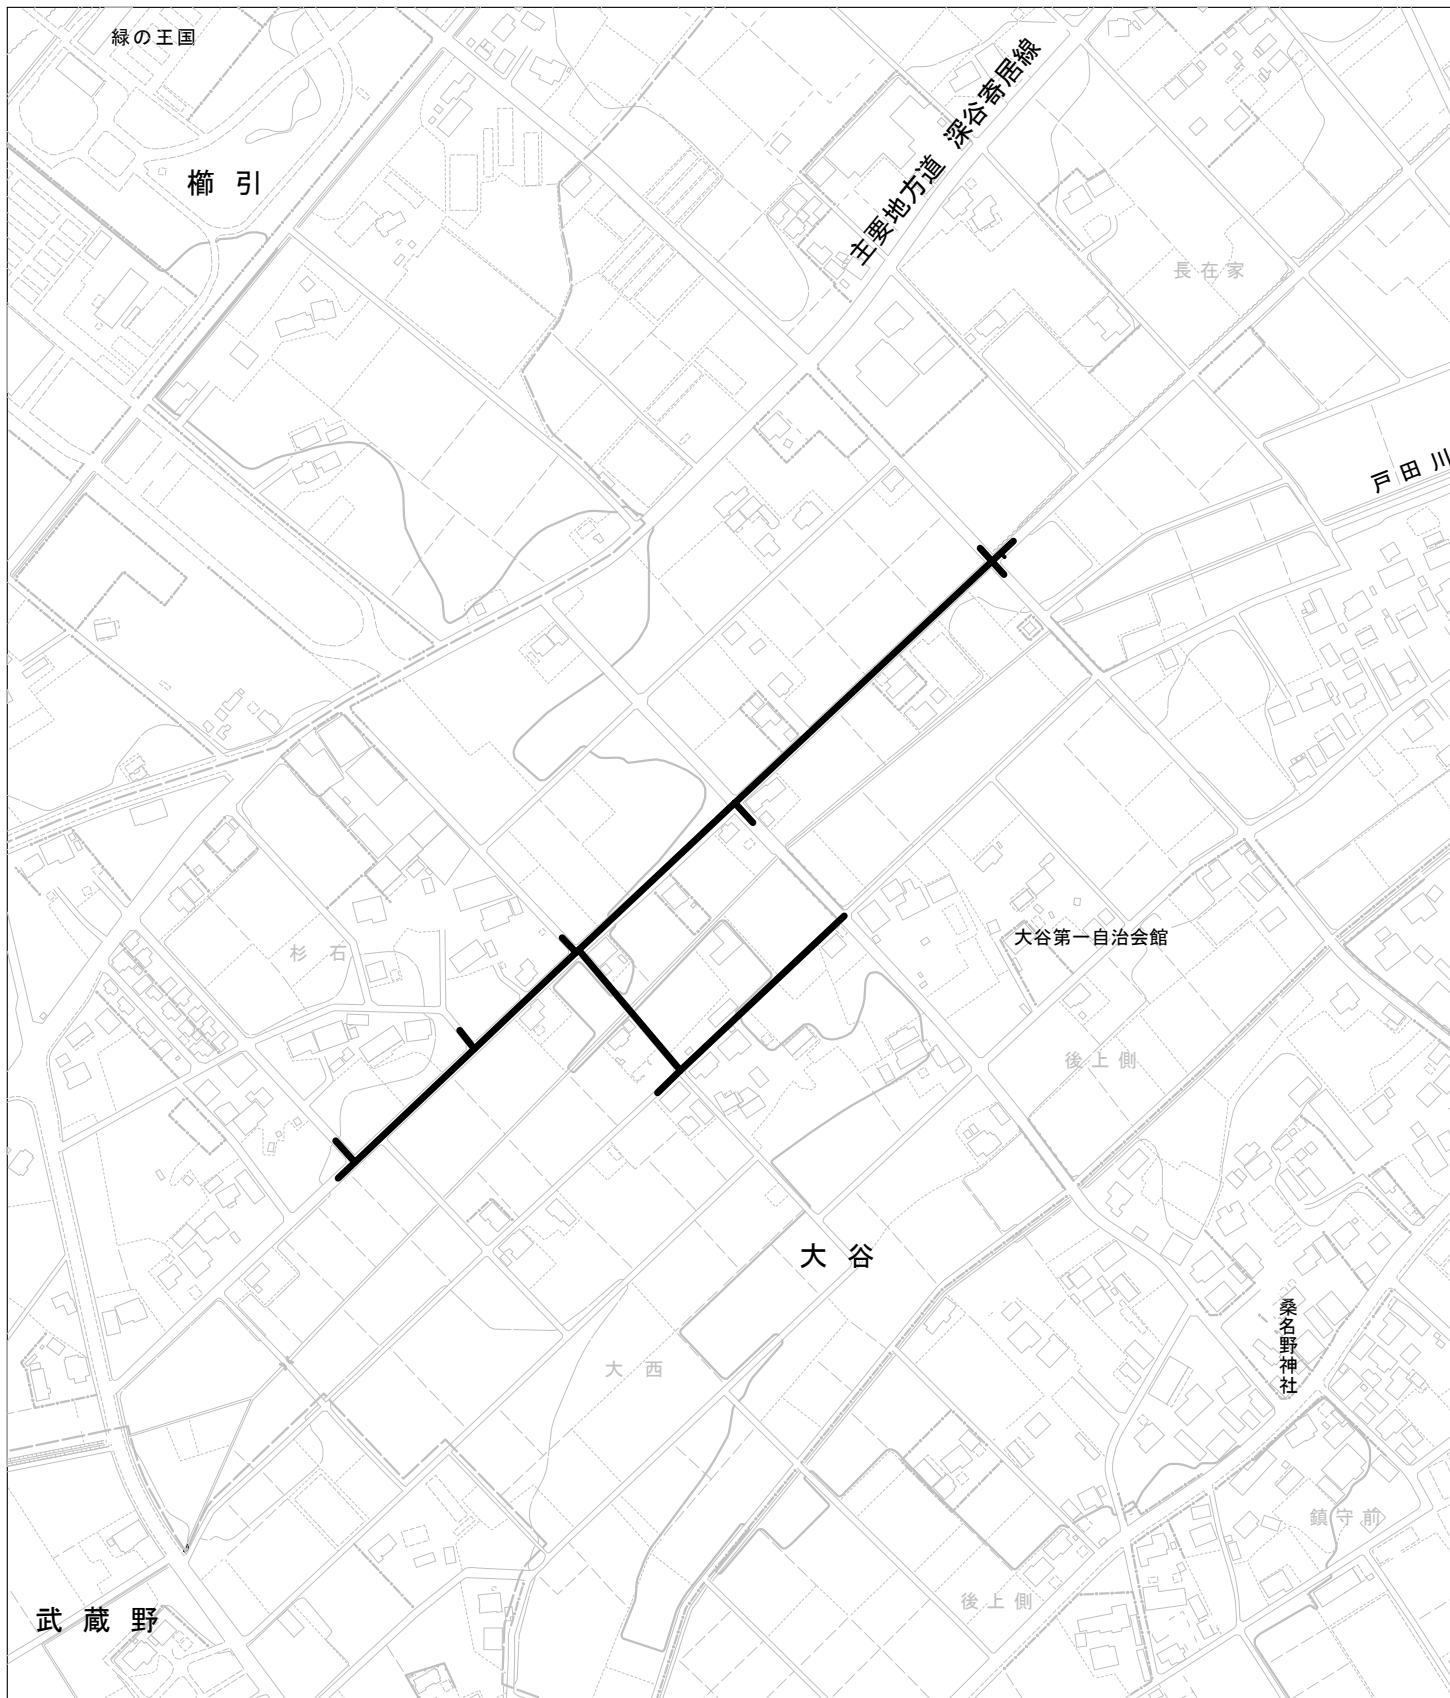 緑の王国
櫛引
主要地方道 深谷寄居線
長在家
戸田川
杉石
大谷第一自治会館
後上側
大谷
桑名野神社
大西
鎮守前
後上側
武蔵野